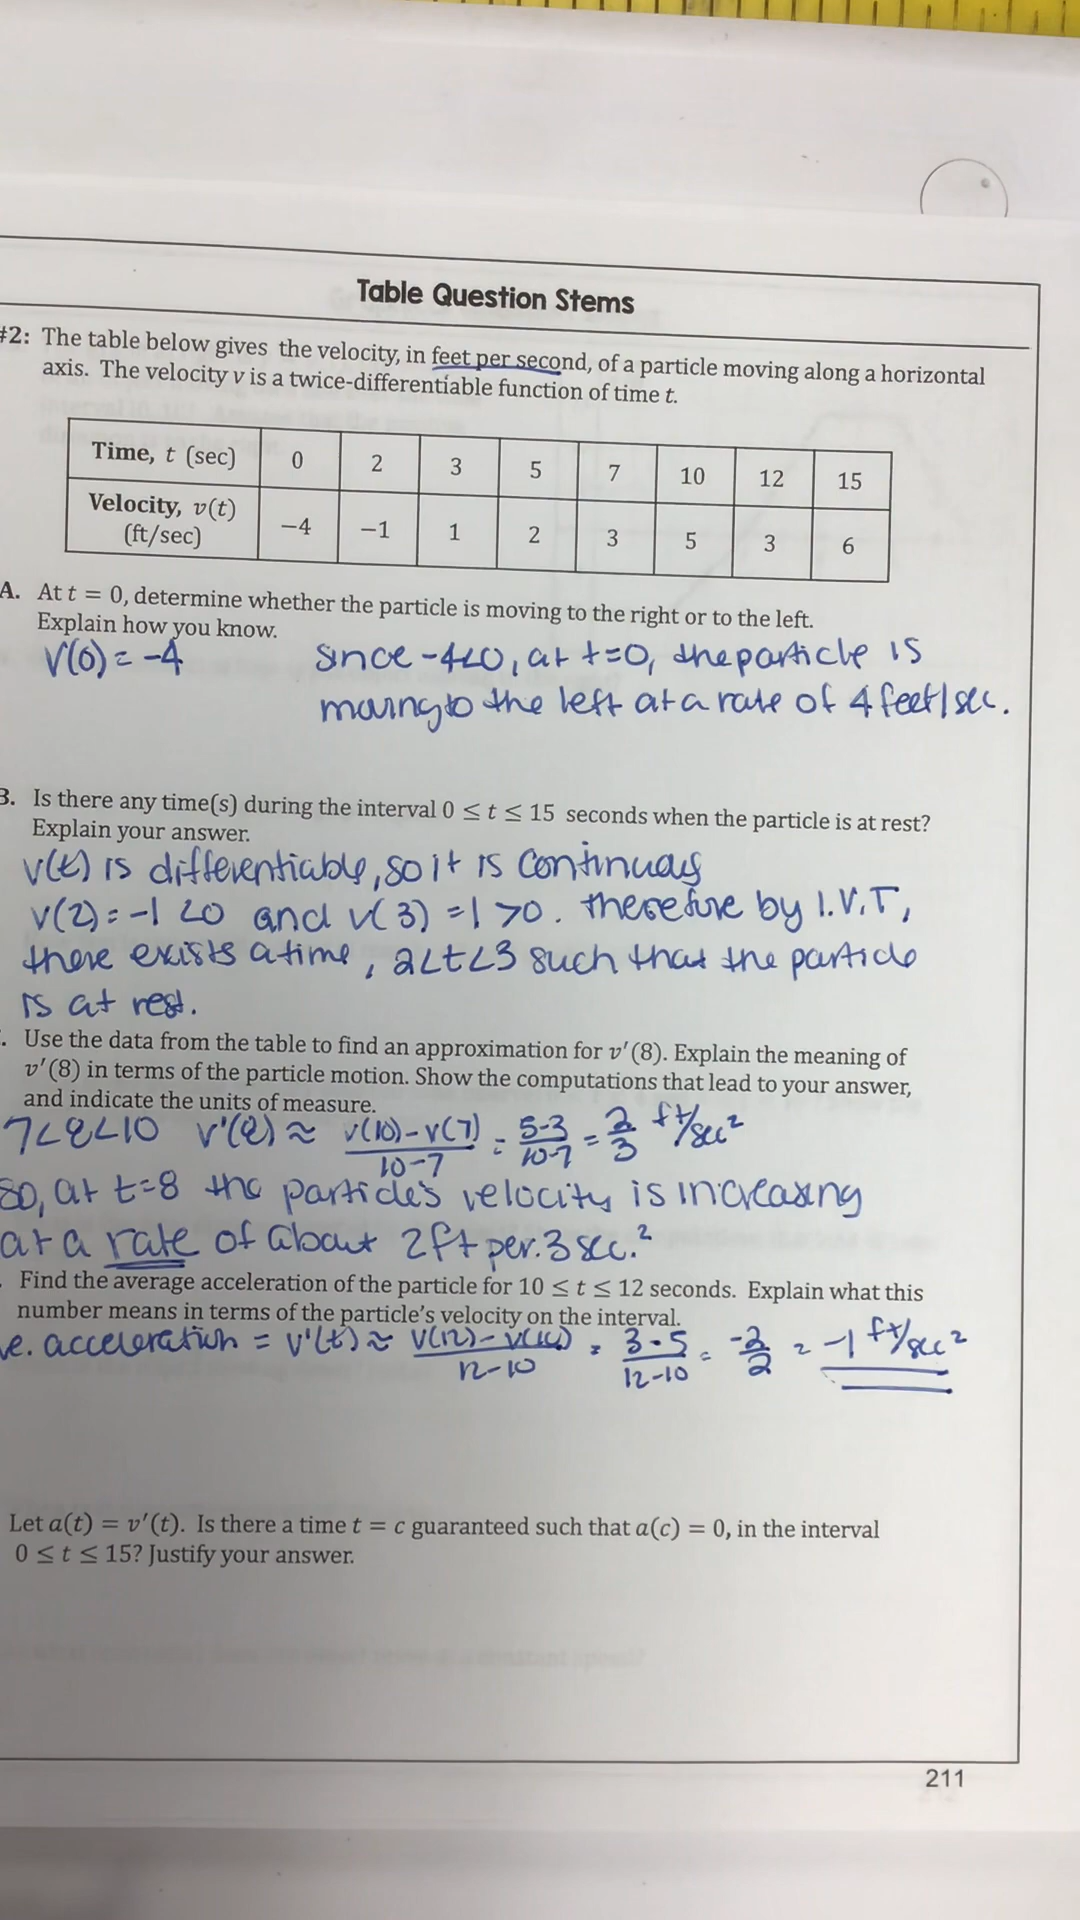 Table Question Stems
#2: The table below gives the velocity, in feet per second, of a particle moving along a horizontal
axis. The velocity v is a twice-differentiable function of time t.
Time, t (sec) 0 2 3 5 7 10 12 15
Velocity, v(t)
(ft/sec) −4 −1 1 2 3 5 3 6
A. At t = 0, determine whether the particle is moving to the right or to the left.
Explain how you know.
v(0) = -4 since -4<0, at t=0, the particle is
moving to the left at a rate of 4 feet/sec.
3. Is there any time(s) during the interval 0 ≤ t ≤ 15 seconds when the particle is at rest?
Explain your answer.
v(t) is differentiable, so it is continuous
v(2) = -1 <0 and v(3) = 1 >0. therefore by I.V.T,
there exists a time, 2<t<3 such that the particle
is at rest.
. Use the data from the table to find an approximation for v′(8). Explain the meaning of
v′(8) in terms of the particle motion. Show the computations that lead to your answer,
and indicate the units of measure.
7<8<10 v'(8) ≈ v(10)-v(7)/10-7 = 5-3/10-7 = 2/3 ft/sec²
so, at t=8 the particle's velocity is increasing
at a rate of about 2ft per. 3 sec.²
. Find the average acceleration of the particle for 10 ≤ t ≤ 12 seconds. Explain what this
number means in terms of the particle's velocity on the interval.
ve. acceleration = v'(t) ≈ v(12)-v(10)/12-10 = 3-5/12-10 = -2/2 = -1 ft/sec²
Let a(t) = v′(t). Is there a time t = c guaranteed such that a(c) = 0, in the interval
0 ≤ t ≤ 15? Justify your answer.
211